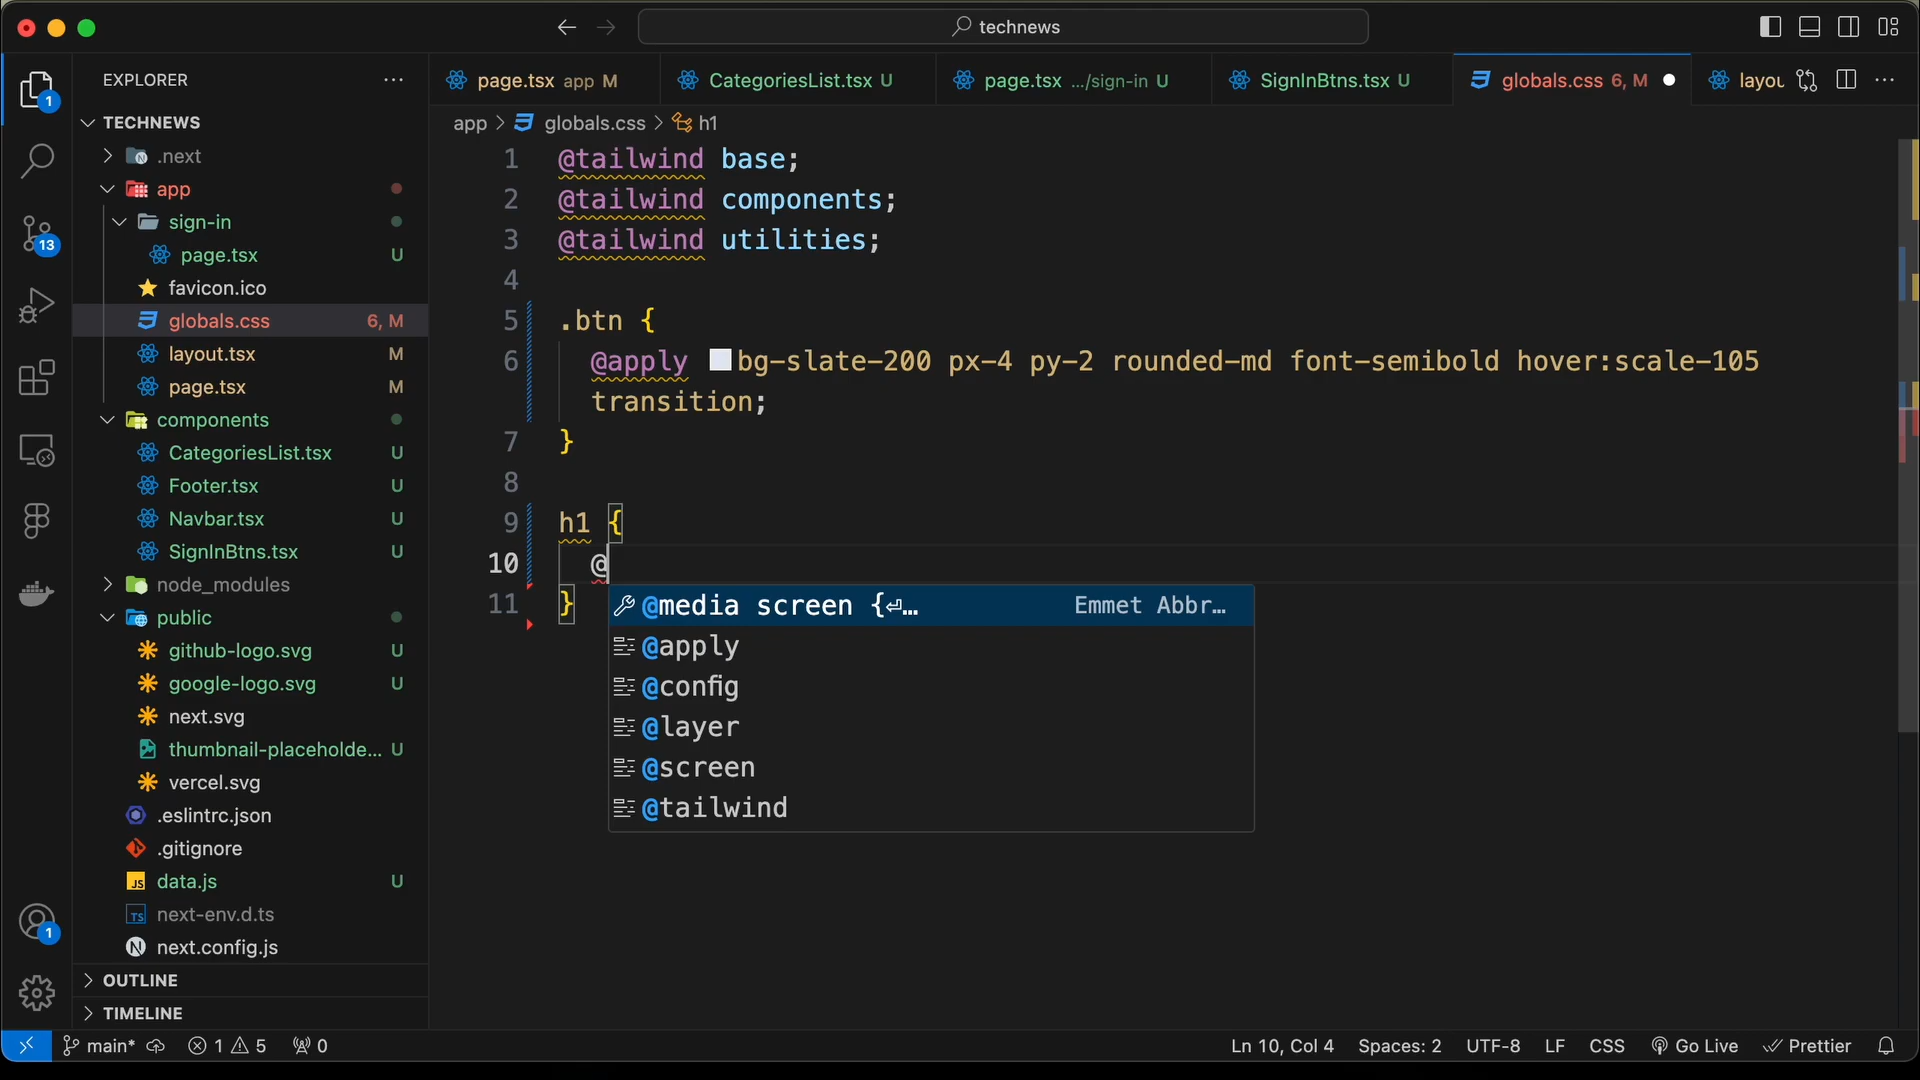 technews
EXPLORER
TECHNEWS
.next
app
sign-in
page.tsx U
favicon.ico
globals.css 6, M
layout.tsx M
page.tsx M
components
CategoriesList.tsx U
Footer.tsx U
Navbar.tsx U
SignInBtns.tsx U
node_modules
public
github-logo.svg U
google-logo.svg U
next.svg
thumbnail-placeholde... U
vercel.svg
.eslintrc.json
.gitignore
data.js U
next-env.d.ts
next.config.js
OUTLINE
TIMELINE
1
13
1
page.tsx app M
CategoriesList.tsx U
page.tsx .../sign-in U
SignInBtns.tsx U
globals.css 6, M
layou
app > globals.css > h1
1 @tailwind base;
2 @tailwind components;
3 @tailwind utilities;
4
5 .btn {
6 @apply bg-slate-200 px-4 py-2 rounded-md font-semibold hover:scale-105
transition;
7 }
8
9 h1 {
10 @
11 }
@media screen {⏎… Emmet Abbr…
@apply
@config
@layer
@screen
@tailwind
main* 1 5 0
Ln 10, Col 4 Spaces: 2 UTF-8 LF CSS Go Live Prettier